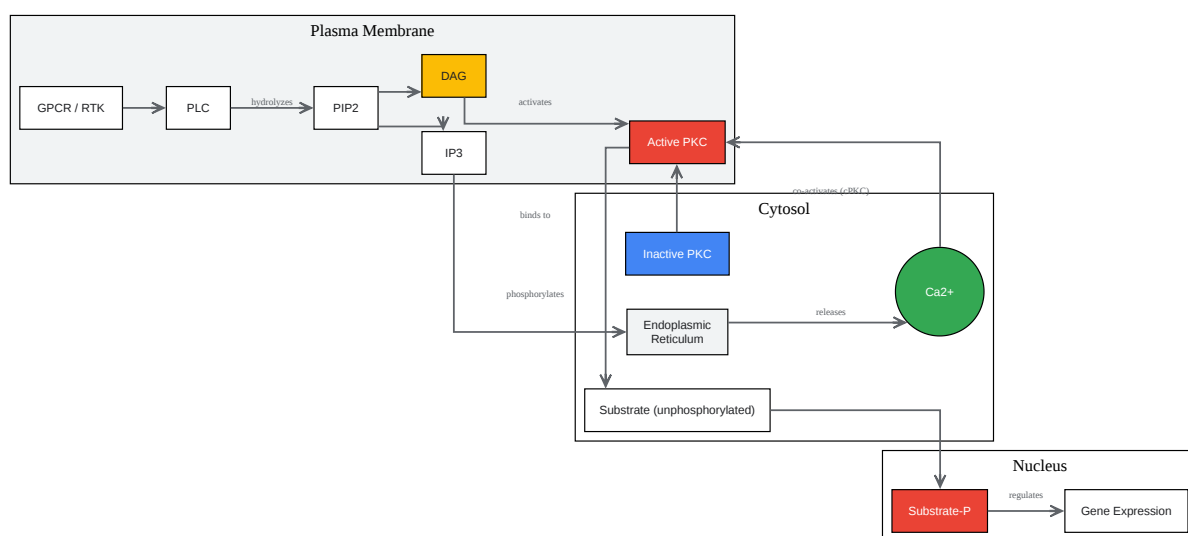 Plasma Membrane
DAG
GPCR / RTK
PLC
hydrolyzes
PIP2
activates
IP3
Active PKC
co-activates (cPKC)
Cytosol
binds to
Inactive PKC
Ca2+
phosphorylates
Endoplasmic
Reticulum
releases
Substrate (unphosphorylated)
Nucleus
Substrate-P
regulates
Gene Expression